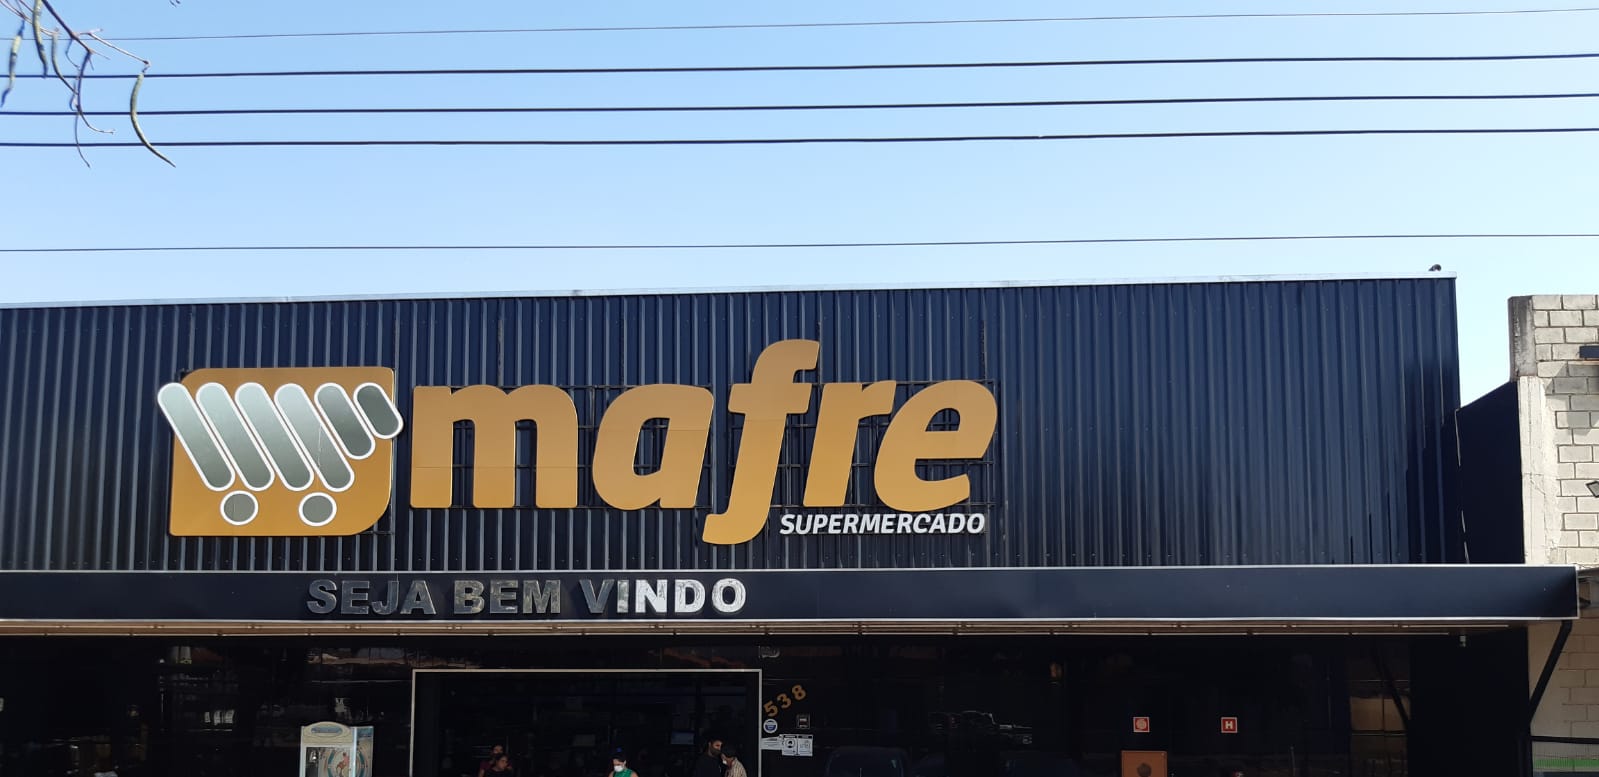 mafre
SUPERMERCADO
SEJA BEM VINDO
538
H